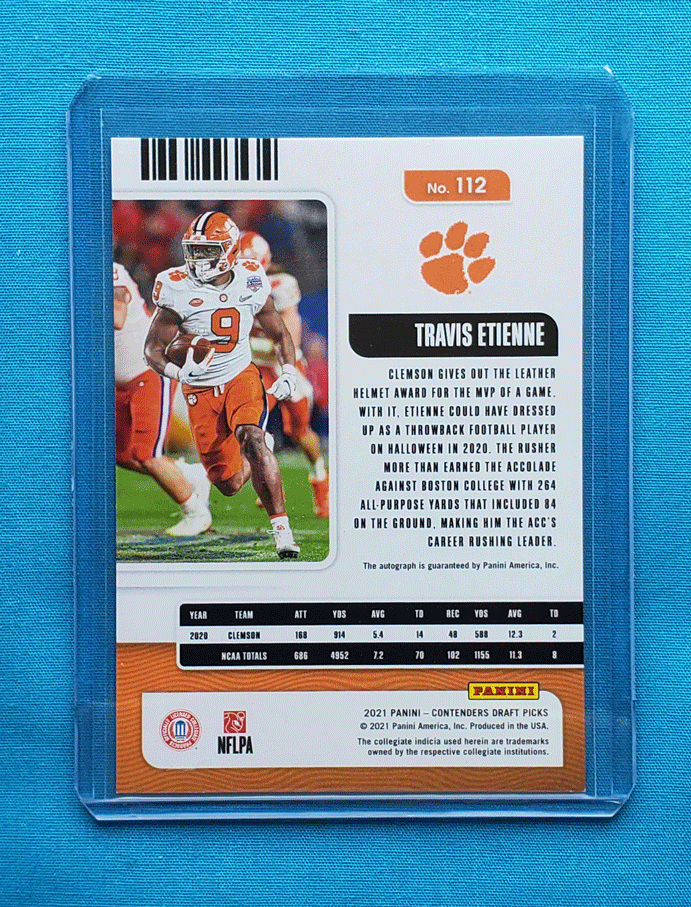 No. 112
9
TRAVIS ETIENNE
CLEMSON GIVES OUT THE LEATHER
HELMET AWARD FOR THE MVP OF A GAME.
WITH IT, ETIENNE COULD HAVE DRESSED
UP AS A THROWBACK FOOTBALL PLAYER
ON HALLOWEEN IN 2020. THE RUSHER
MORE THAN EARNED THE ACCOLADE
AGAINST BOSTON COLLEGE WITH 264
ALL-PURPOSE YARDS THAT INCLUDED 84
ON THE GROUND, MAKING HIM THE ACC'S
CAREER RUSHING LEADER.
The autograph is guaranteed by Panini America, Inc.
YEAR TEAM ATT YDS AVG TD REC YDS AVG TD
2020 CLEMSON 168 914 5.4 14 48 588 12.3 2
NCAA TOTALS 686 4952 7.2 70 102 1155 11.3 8
PANINI
2021 PANINI – CONTENDERS DRAFT PICKS
© 2021 Panini America, Inc. Produced in the USA.
The collegiate indicia used herein are trademarks
owned by the respective collegiate institutions.
OFFICIALLY LICENSED COLLEGIATE PRODUCTS
NFLPA